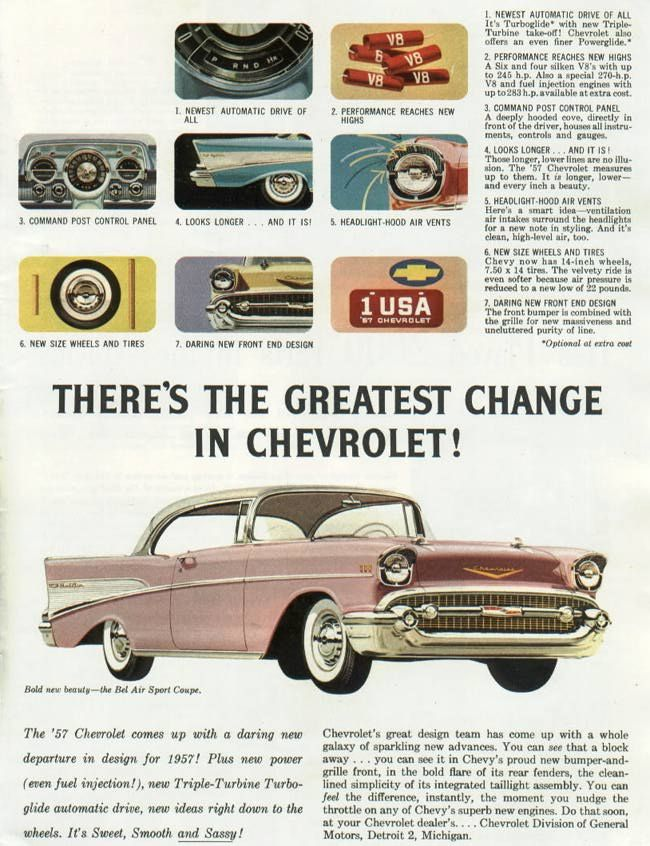 P R N D Hr
V8
V8
V8
V8
V8
1. NEWEST AUTOMATIC DRIVE OF
ALL
2. PERFORMANCE REACHES NEW
HIGHS
3. COMMAND POST CONTROL PANEL
4. LOOKS LONGER . . . AND IT IS!
5. HEADLIGHT-HOOD AIR VENTS
Chevrolet
1 USA
'57 CHEVROLET
6. NEW SIZE WHEELS AND TIRES
7. DARING NEW FRONT END DESIGN
1. NEWEST AUTOMATIC DRIVE OF ALL
It's Turboglide* with new Triple-
Turbine take-off! Chevrolet also
offers an even finer Powerglide.*
2. PERFORMANCE REACHES NEW HIGHS
A Six and four silken V8's with up
to 245 h.p. Also a special 270-h.p.
V8 and fuel injection engines with
up to 283 h.p. available at extra cost.
3. COMMAND POST CONTROL PANEL
A deeply hooded cove, directly in
front of the driver, houses all instru-
ments, controls and gauges.
4. LOOKS LONGER . . . AND IT IS!
Those longer, lower lines are no illu-
sion. The '57 Chevrolet measures
up to them. It is longer, lower—
and every inch a beauty.
5. HEADLIGHT-HOOD AIR VENTS
Here's a smart idea—ventilation
air intakes surround the headlights
for a new note in styling. And it's
clean, high-level air, too.
6. NEW SIZE WHEELS AND TIRES
Chevy now has 14-inch wheels,
7.50 x 14 tires. The velvety ride is
even softer because air pressure is
reduced to a new low of 22 pounds.
7. DARING NEW FRONT END DESIGN
The front bumper is combined with
the grille for new massiveness and
uncluttered purity of line.
*Optional at extra cost
THERE'S THE GREATEST CHANGE
IN CHEVROLET!
Bel Air
Chevrolet
Bold new beauty—the Bel Air Sport Coupe.
The '57 Chevrolet comes up with a daring new
departure in design for 1957! Plus new power
(even fuel injection!), new Triple-Turbine Turbo-
glide automatic drive, new ideas right down to the
wheels. It's Sweet, Smooth and Sassy!
Chevrolet's great design team has come up with a whole
galaxy of sparkling new advances. You can see that a block
away . . . you can see it in Chevy's proud new bumper-and-
grille front, in the bold flare of its rear fenders, the clean-
lined simplicity of its integrated taillight assembly. You can
feel the difference, instantly, the moment you nudge the
throttle on any of Chevy's superb new engines. Do that soon,
at your Chevrolet dealer's. . . . Chevrolet Division of General
Motors, Detroit 2, Michigan.